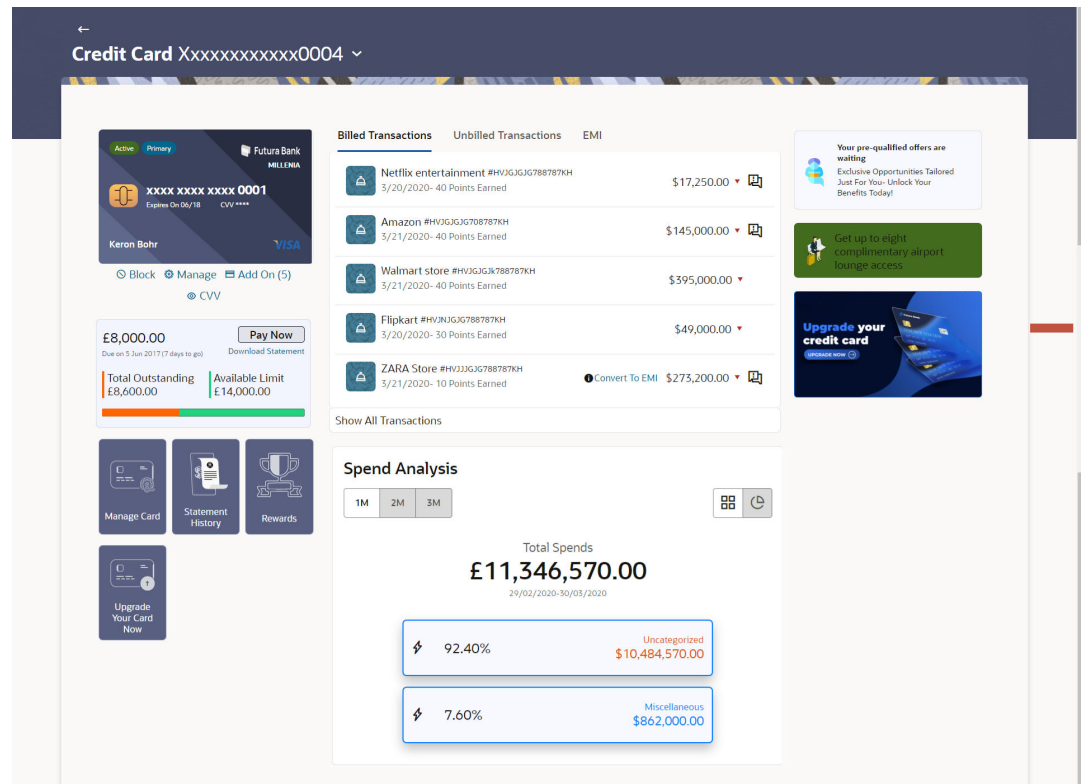 ←
Credit Card Xxxxxxxxxxxx0004
Active Primary
Futura Bank
MILLENIA
xxxx xxxx xxxx 0001
Expires On 06/18 CVV ****
Keron Bohr
VISA
Block Manage Add On (5)
CVV
£8,000.00
Pay Now
Due on 5 Jun 2017 (7 days to go)
Download Statement
Total Outstanding Available Limit
£8,600.00 £14,000.00
Manage Card
Statement
History
Rewards
Upgrade
Your Card
Now
Billed Transactions Unbilled Transactions EMI
Netflix entertainment #HVJGJGJG788787KH
3/20/2020- 40 Points Earned
$17,250.00
Amazon #HVJGJGJG708787KH
3/21/2020- 40 Points Earned
$145,000.00
Walmart store #HVJGJGJk788787KH
3/21/2020- 40 Points Earned
$395,000.00
Flipkart #HVJNJGJG788787KH
3/20/2020- 30 Points Earned
$49,000.00
ZARA Store #HVJJJGJG788787KH
3/21/2020- 10 Points Earned
Convert To EMI $273,200.00
Show All Transactions
Spend Analysis
1M 2M 3M
Total Spends
£11,346,570.00
29/02/2020-30/03/2020
92.40%
Uncategorized
$10,484,570.00
7.60%
Miscellaneous
$862,000.00
Your pre-qualified offers are
waiting
Exclusive Opportunities Tailored
Just For You- Unlock Your
Benefits Today!
Get up to eight
complimentary airport
lounge access
Upgrade your
credit card
UPGRADE NOW